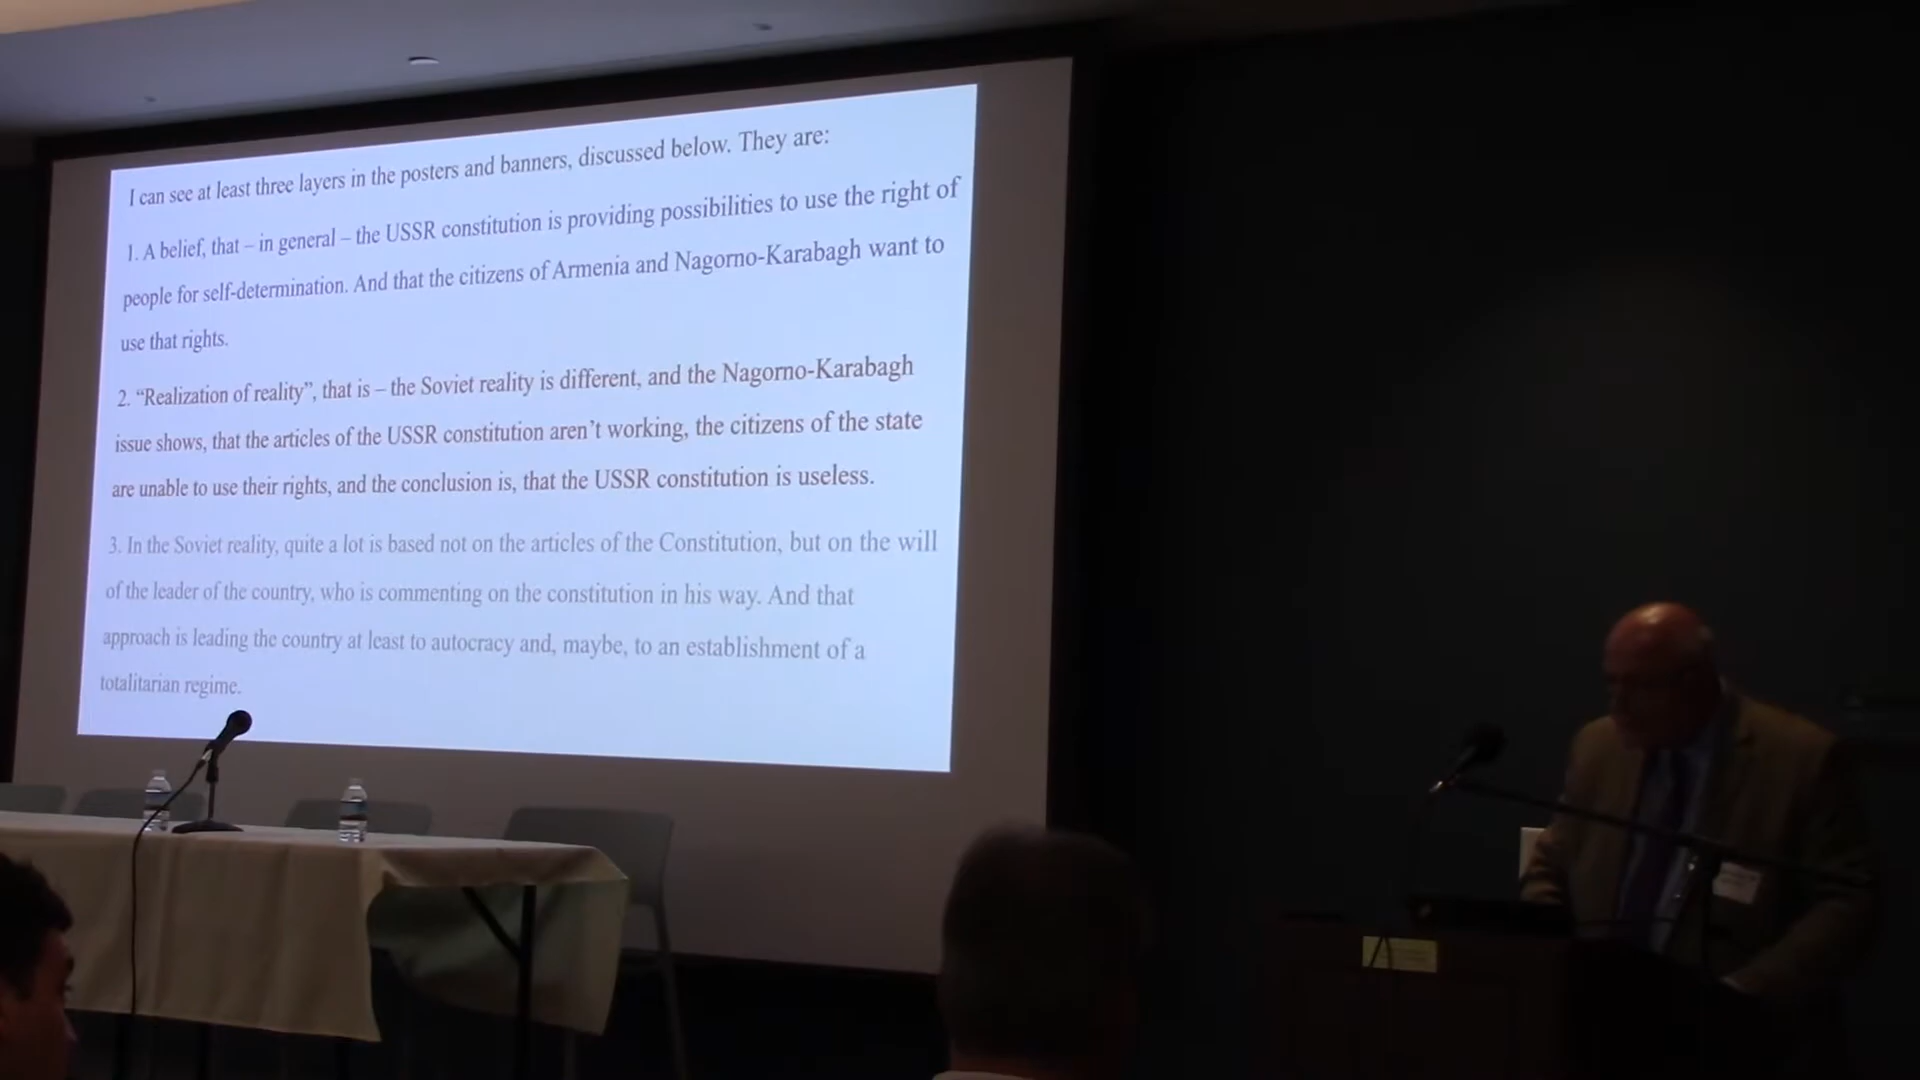 I can see at least three layers in the posters and banners, discussed below. They are:
1. A belief, that – in general – the USSR constitution is providing possibilities to use the right of
people for self-determination. And that the citizens of Armenia and Nagorno-Karabagh want to
use that rights.
2. “Realization of reality”, that is – the Soviet reality is different, and the Nagorno-Karabagh
issue shows, that the articles of the USSR constitution aren’t working, the citizens of the state
are unable to use their rights, and the conclusion is, that the USSR constitution is useless.
3. In the Soviet reality, quite a lot is based not on the articles of the Constitution, but on the will
of the leader of the country, who is commenting on the constitution in his way. And that
approach is leading the country at least to autocracy and, maybe, to an establishment of a
totalitarian regime.